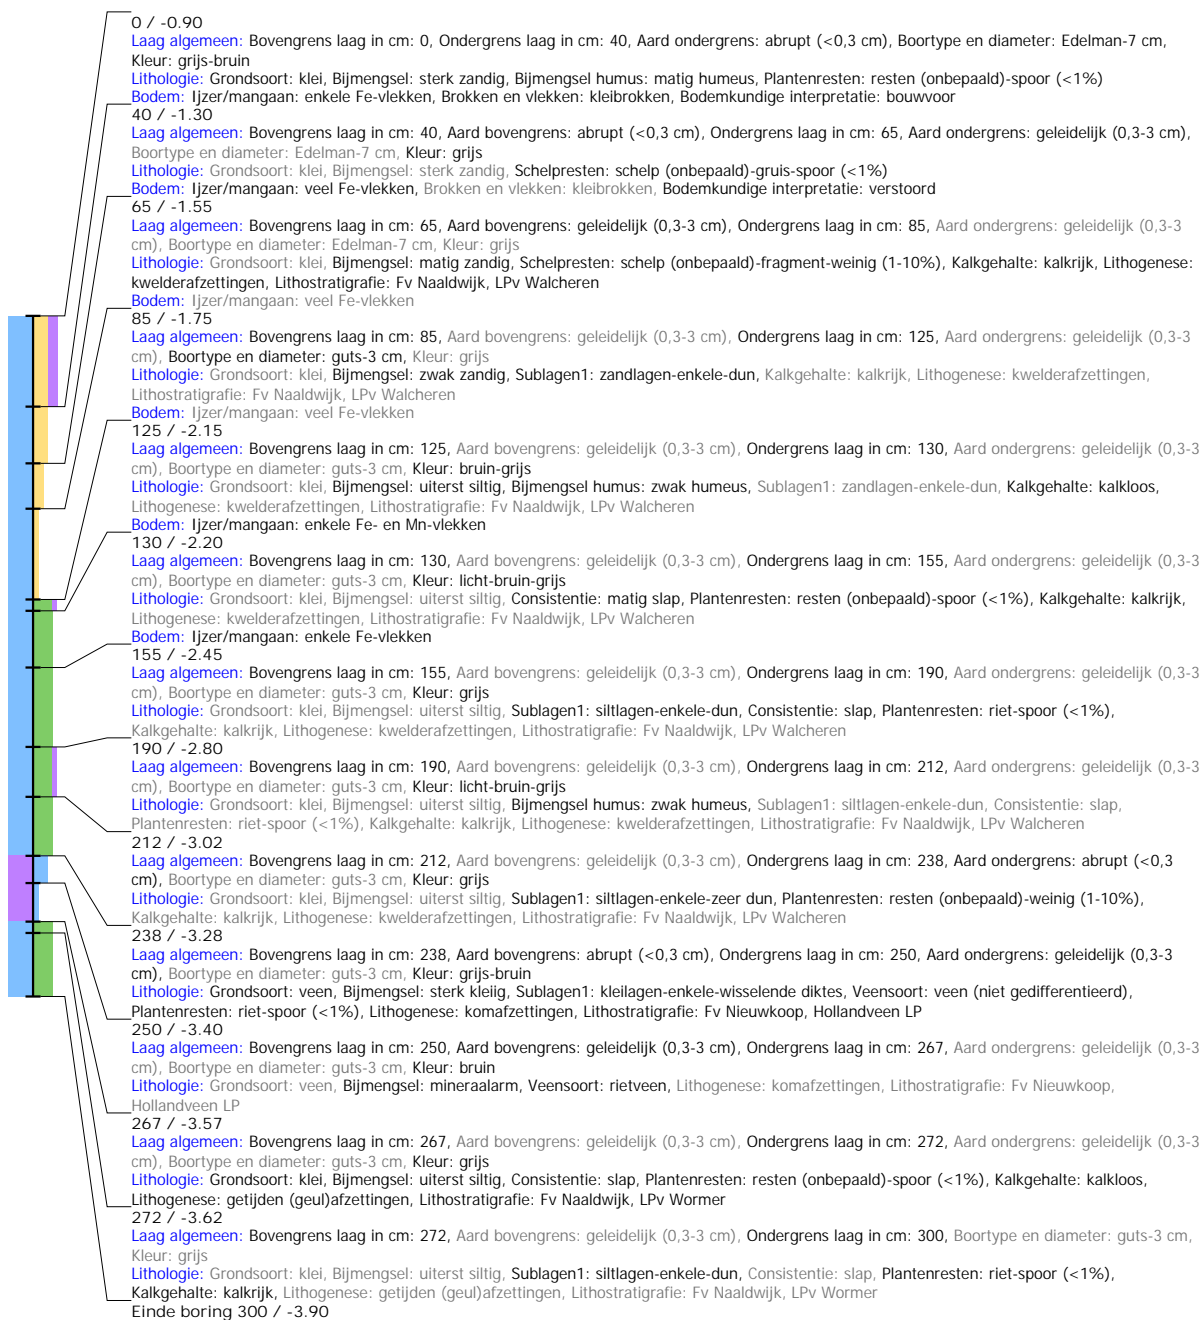 0 / -0.90
Laag algemeen: Bovengrens laag in cm: 0, Ondergrens laag in cm: 40, Aard ondergrens: abrupt (<0,3 cm), Boortype en diameter: Edelman-7 cm,
Kleur: grijs-bruin
Lithologie: Grondsoort: klei, Bijmengsel: sterk zandig, Bijmengsel humus: matig humeus, Plantenresten: resten (onbepaald)-spoor (<1%)
Bodem: Ijzer/mangaan: enkele Fe-vlekken, Brokken en vlekken: kleibrokken, Bodemkundige interpretatie: bouwvoor
40 / -1.30
Laag algemeen: Bovengrens laag in cm: 40, Aard bovengrens: abrupt (<0,3 cm), Ondergrens laag in cm: 65, Aard ondergrens: geleidelijk (0,3-3 cm),
Boortype en diameter: Edelman-7 cm, Kleur: grijs
Lithologie: Grondsoort: klei, Bijmengsel: sterk zandig, Schelpresten: schelp (onbepaald)-gruis-spoor (<1%)
Bodem: Ijzer/mangaan: veel Fe-vlekken, Brokken en vlekken: kleibrokken, Bodemkundige interpretatie: verstoord
65 / -1.55
Laag algemeen: Bovengrens laag in cm: 65, Aard bovengrens: geleidelijk (0,3-3 cm), Ondergrens laag in cm: 85, Aard ondergrens: geleidelijk (0,3-3
cm), Boortype en diameter: Edelman-7 cm, Kleur: grijs
Lithologie: Grondsoort: klei, Bijmengsel: matig zandig, Schelpresten: schelp (onbepaald)-fragment-weinig (1-10%), Kalkgehalte: kalkrijk, Lithogenese:
kwelderafzettingen, Lithostratigrafie: Fv Naaldwijk, LPv Walcheren
Bodem: Ijzer/mangaan: veel Fe-vlekken
85 / -1.75
Laag algemeen: Bovengrens laag in cm: 85, Aard bovengrens: geleidelijk (0,3-3 cm), Ondergrens laag in cm: 125, Aard ondergrens: geleidelijk (0,3-3
cm), Boortype en diameter: guts-3 cm, Kleur: grijs
Lithologie: Grondsoort: klei, Bijmengsel: zwak zandig, Sublagen1: zandlagen-enkele-dun, Kalkgehalte: kalkrijk, Lithogenese: kwelderafzettingen,
Lithostratigrafie: Fv Naaldwijk, LPv Walcheren
Bodem: Ijzer/mangaan: veel Fe-vlekken
125 / -2.15
Laag algemeen: Bovengrens laag in cm: 125, Aard bovengrens: geleidelijk (0,3-3 cm), Ondergrens laag in cm: 130, Aard ondergrens: geleidelijk (0,3-3
cm), Boortype en diameter: guts-3 cm, Kleur: bruin-grijs
Lithologie: Grondsoort: klei, Bijmengsel: uiterst siltig, Bijmengsel humus: zwak humeus, Sublagen1: zandlagen-enkele-dun, Kalkgehalte: kalkloos,
Lithogenese: kwelderafzettingen, Lithostratigrafie: Fv Naaldwijk, LPv Walcheren
Bodem: Ijzer/mangaan: enkele Fe- en Mn-vlekken
130 / -2.20
Laag algemeen: Bovengrens laag in cm: 130, Aard bovengrens: geleidelijk (0,3-3 cm), Ondergrens laag in cm: 155, Aard ondergrens: geleidelijk (0,3-3
cm), Boortype en diameter: guts-3 cm, Kleur: licht-bruin-grijs
Lithologie: Grondsoort: klei, Bijmengsel: uiterst siltig, Consistentie: matig slap, Plantenresten: resten (onbepaald)-spoor (<1%), Kalkgehalte: kalkrijk,
Lithogenese: kwelderafzettingen, Lithostratigrafie: Fv Naaldwijk, LPv Walcheren
Bodem: Ijzer/mangaan: enkele Fe-vlekken
155 / -2.45
Laag algemeen: Bovengrens laag in cm: 155, Aard bovengrens: geleidelijk (0,3-3 cm), Ondergrens laag in cm: 190, Aard ondergrens: geleidelijk (0,3-3
cm), Boortype en diameter: guts-3 cm, Kleur: grijs
Lithologie: Grondsoort: klei, Bijmengsel: uiterst siltig, Sublagen1: siltlagen-enkele-dun, Consistentie: slap, Plantenresten: riet-spoor (<1%),
Kalkgehalte: kalkrijk, Lithogenese: kwelderafzettingen, Lithostratigrafie: Fv Naaldwijk, LPv Walcheren
190 / -2.80
Laag algemeen: Bovengrens laag in cm: 190, Aard bovengrens: geleidelijk (0,3-3 cm), Ondergrens laag in cm: 212, Aard ondergrens: geleidelijk (0,3-3
cm), Boortype en diameter: guts-3 cm, Kleur: licht-bruin-grijs
Lithologie: Grondsoort: klei, Bijmengsel: uiterst siltig, Bijmengsel humus: zwak humeus, Sublagen1: siltlagen-enkele-dun, Consistentie: slap,
Plantenresten: riet-spoor (<1%), Kalkgehalte: kalkrijk, Lithogenese: kwelderafzettingen, Lithostratigrafie: Fv Naaldwijk, LPv Walcheren
212 / -3.02
Laag algemeen: Bovengrens laag in cm: 212, Aard bovengrens: geleidelijk (0,3-3 cm), Ondergrens laag in cm: 238, Aard ondergrens: abrupt (<0,3
cm), Boortype en diameter: guts-3 cm, Kleur: grijs
Lithologie: Grondsoort: klei, Bijmengsel: uiterst siltig, Sublagen1: siltlagen-enkele-zeer dun, Plantenresten: resten (onbepaald)-weinig (1-10%),
Kalkgehalte: kalkrijk, Lithogenese: kwelderafzettingen, Lithostratigrafie: Fv Naaldwijk, LPv Walcheren
238 / -3.28
Laag algemeen: Bovengrens laag in cm: 238, Aard bovengrens: abrupt (<0,3 cm), Ondergrens laag in cm: 250, Aard ondergrens: geleidelijk (0,3-3
cm), Boortype en diameter: guts-3 cm, Kleur: grijs-bruin
Lithologie: Grondsoort: veen, Bijmengsel: sterk kleiig, Sublagen1: kleilagen-enkele-wisselende diktes, Veensoort: veen (niet gedifferentieerd),
Plantenresten: riet-spoor (<1%), Lithogenese: komafzettingen, Lithostratigrafie: Fv Nieuwkoop, Hollandveen LP
250 / -3.40
Laag algemeen: Bovengrens laag in cm: 250, Aard bovengrens: geleidelijk (0,3-3 cm), Ondergrens laag in cm: 267, Aard ondergrens: geleidelijk (0,3-3
cm), Boortype en diameter: guts-3 cm, Kleur: bruin
Lithologie: Grondsoort: veen, Bijmengsel: mineraalarm, Veensoort: rietveen, Lithogenese: komafzettingen, Lithostratigrafie: Fv Nieuwkoop,
Hollandveen LP
267 / -3.57
Laag algemeen: Bovengrens laag in cm: 267, Aard bovengrens: geleidelijk (0,3-3 cm), Ondergrens laag in cm: 272, Aard ondergrens: geleidelijk (0,3-3
cm), Boortype en diameter: guts-3 cm, Kleur: grijs
Lithologie: Grondsoort: klei, Bijmengsel: uiterst siltig, Consistentie: slap, Plantenresten: resten (onbepaald)-spoor (<1%), Kalkgehalte: kalkloos,
Lithogenese: getijden (geul)afzettingen, Lithostratigrafie: Fv Naaldwijk, LPv Wormer
272 / -3.62
Laag algemeen: Bovengrens laag in cm: 272, Aard bovengrens: geleidelijk (0,3-3 cm), Ondergrens laag in cm: 300, Boortype en diameter: guts-3 cm,
Kleur: grijs
Lithologie: Grondsoort: klei, Bijmengsel: uiterst siltig, Sublagen1: siltlagen-enkele-dun, Consistentie: slap, Plantenresten: riet-spoor (<1%),
Kalkgehalte: kalkrijk, Lithogenese: getijden (geul)afzettingen, Lithostratigrafie: Fv Naaldwijk, LPv Wormer
Einde boring 300 / -3.90